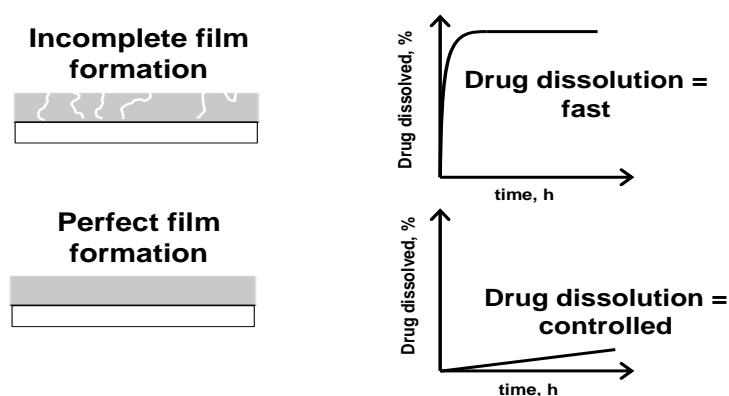 Incomplete film
formation
Drug dissolved, %
Drug dissolution =
fast
time, h
Perfect film
formation
Drug dissolved, %
Drug dissolution =
controlled
time, h